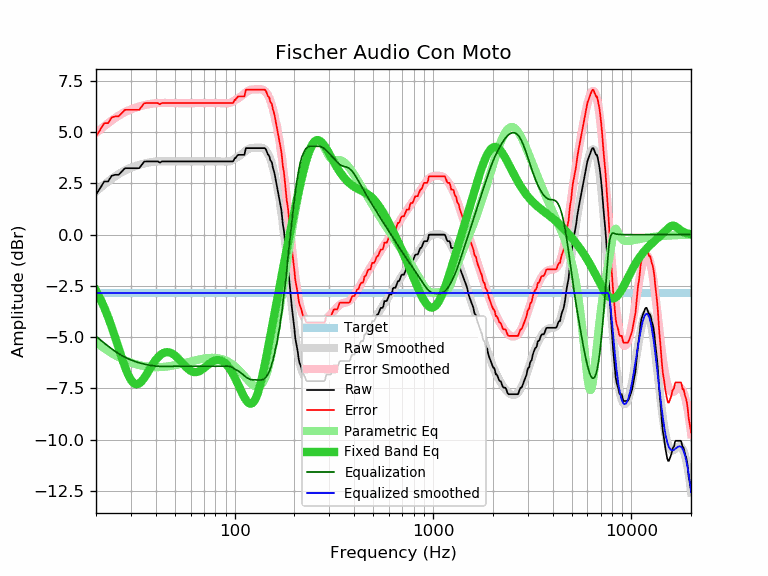 Fischer Audio Con Moto
7.5
5.0
2.5
0.0
−2.5
−5.0
−7.5
−10.0
−12.5
Amplitude (dBr)
Target
Raw Smoothed
Error Smoothed
Raw
Error
Parametric Eq
Fixed Band Eq
Equalization
Equalized smoothed
100
1000
10000
Frequency (Hz)